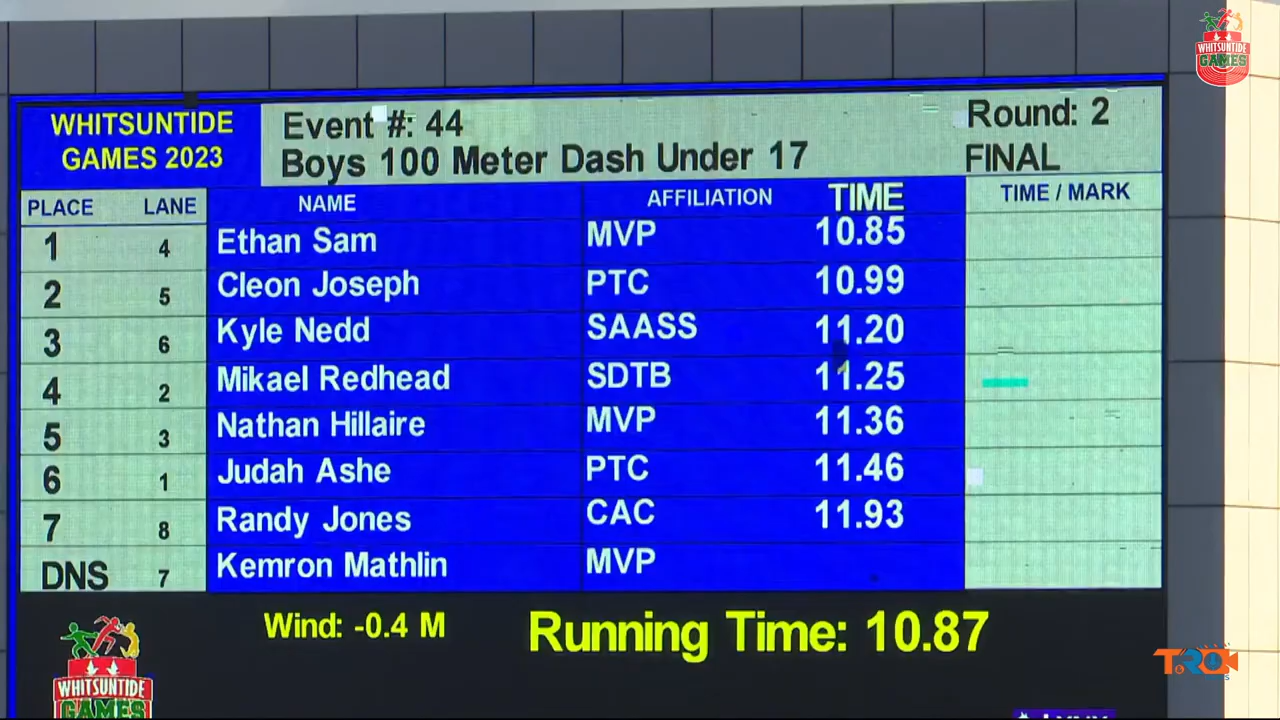 WHITSUNTIDE
GAMES
WHITSUNTIDE
GAMES 2023
Event #: 44
Boys 100 Meter Dash Under 17
Round: 2
FINAL
PLACE LANE NAME AFFILIATION TIME TIME / MARK
1 4 Ethan Sam MVP 10.85
2 5 Cleon Joseph PTC 10.99
3 6 Kyle Nedd SAASS 11.20
4 2 Mikael Redhead SDTB 11.25
5 3 Nathan Hillaire MVP 11.36
6 1 Judah Ashe PTC 11.46
7 8 Randy Jones CAC 11.93
DNS 7 Kemron Mathlin MVP
Wind: -0.4 M
Running Time: 10.87
WHITSUNTIDE
GAMES